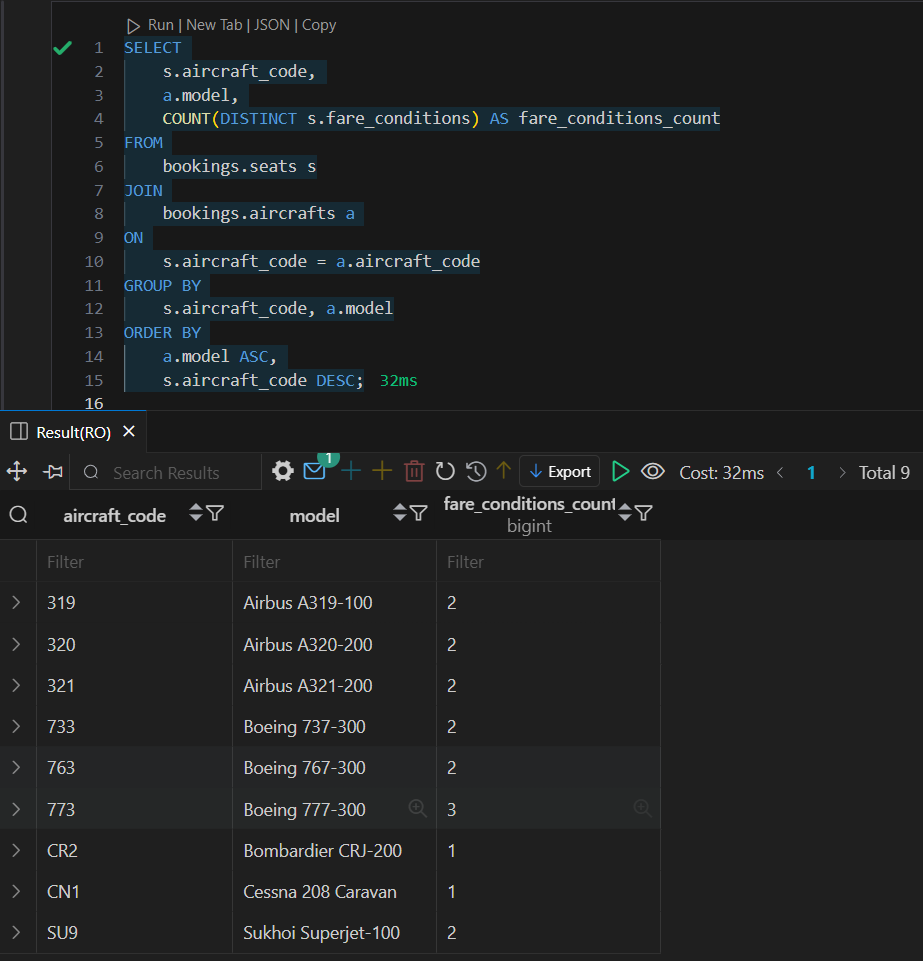 Run | New Tab | JSON | Copy
1 SELECT
2 s.aircraft_code,
3 a.model,
4 COUNT(DISTINCT s.fare_conditions) AS fare_conditions_count
5 FROM
6 bookings.seats s
7 JOIN
8 bookings.aircrafts a
9 ON
10 s.aircraft_code = a.aircraft_code
11 GROUP BY
12 s.aircraft_code, a.model
13 ORDER BY
14 a.model ASC,
15 s.aircraft_code DESC; 32ms
16
Result(RO)
Search Results 1 Export Cost: 32ms 1 Total 9
aircraft_code model fare_conditions_count
bigint
Filter Filter Filter
319 Airbus A319-100 2
320 Airbus A320-200 2
321 Airbus A321-200 2
733 Boeing 737-300 2
763 Boeing 767-300 2
773 Boeing 777-300 3
CR2 Bombardier CRJ-200 1
CN1 Cessna 208 Caravan 1
SU9 Sukhoi Superjet-100 2